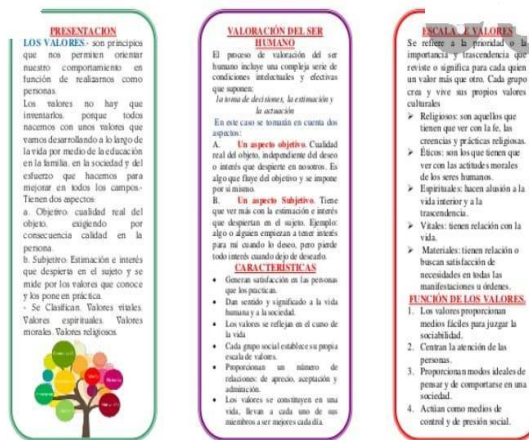 PRESENTACION
LOS VALORES.- son principios
que nos permiten orientar
nuestro comportamiento en
función de realizarnos como
personas.
Los valores no hay que
inventarlos, porque todos
nacemos con unos valores que
vamos desarrollando a lo largo de
la vida por medio de la educación
en la familia, en la sociedad y del
esfuerzo que hacemos para
mejorar en todos los campos.-
Tienen dos aspectos:
a. Objetivo: cualidad real del
objeto, exigiendo por
consecuencia calidad en la
persona.
b. Subjetivo: Estimación e interés
que despierta en el sujeto y se
mide por los valores que conoce
y los pone en práctica.
- Se Clasifican. Valores vitales.
Valores espirituales. Valores
morales. Valores religiosos.
VALORACIÓN DEL SER
HUMANO
El proceso de valoración del ser
humano incluye una compleja serie de
condiciones intelectuales y efectivas
que suponen:
la toma de decisiones, la estimación y
la actuación
En este caso se tomarán en cuenta dos
aspectos:
A. Un aspecto objetivo. Cualidad
real del objeto, independiente del deseo
o interés que despierte en nosotros. Es
algo que fluye del objetivo y se impone
por si mismo.
B. Un aspecto Subjetivo. Tiene
que ver más con la estimación e interés
que despiertan en el sujeto. Ejemplo:
algo o alguien empiezan a tener interés
para mí cuando lo deseo, pero pierde
todo interés cuando dejo de desearlo.
CARACTERÍSTICAS
• Generan satisfacción en las personas
que los practican.
• Dan sentido y significado a la vida
humana y a la sociedad.
• Los valores se reflejan en el curso de
la vida
• Cada grupo social establece su propia
escala de valores.
• Proporcionan un número de
relaciones: de aprecio, aceptación y
admiración.
• Los valores se constituyen en una
vida, llevan a cada uno de sus
miembros a ser mejores cada día.
ESCALA DE VALORES
Se refiere a la prioridad o la
importancia y trascendencia que
reviste o significa para cada quien
un valor más que otro. Cada grupo
crea y vive sus propios valores
culturales
➢ Religiosos: son aquellos que
tienen que ver con la fe, las
creencias y prácticas religiosas.
➢ Éticos: son los que tienen que
ver con las actitudes morales
de los seres humanos.
➢ Espirituales: hacen alusión a la
vida interior y a la
trascendencia.
➢ Vitales: tienen relación con la
vida.
➢ Materiales: tienen relación o
buscan satisfacción de
necesidades en todas las
manifestaciones u órdenes.
FUNCIÓN DE LOS VALORES
1. Los valores proporcionan
medios fáciles para juzgar la
sociabilidad.
2. Centran la atención de las
personas.
3. Proporcionan modos ideales de
pensar y de comportarse en una
sociedad.
4. Actúan como medios de
control y de presión social.